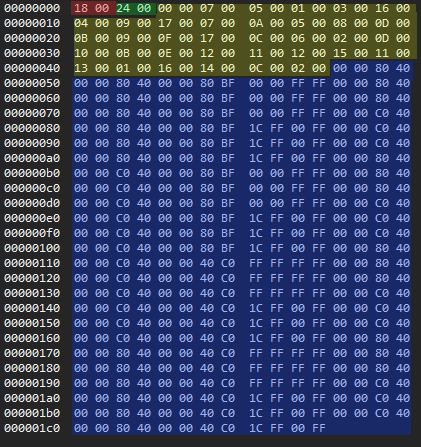 00000000 18 00 24 00 00 00 07 00 05 00 01 00 03 00 16 00
00000010 04 00 09 00 17 00 07 00 0A 00 05 00 08 00 0D 00
00000020 0B 00 09 00 0F 00 17 00 0C 00 06 00 02 00 0D 00
00000030 10 00 0B 00 0E 00 12 00 11 00 12 00 15 00 11 00
00000040 13 00 01 00 16 00 14 00 0C 00 02 00 00 00 80 40
00000050 00 00 80 40 00 00 80 BF 00 00 FF FF 00 00 80 40
00000060 00 00 80 40 00 00 80 BF 00 00 FF FF 00 00 80 40
00000070 00 00 80 40 00 00 80 BF 00 00 FF FF 00 00 C0 40
00000080 00 00 80 40 00 00 80 BF 1C FF 00 FF 00 00 C0 40
00000090 00 00 80 40 00 00 80 BF 1C FF 00 FF 00 00 C0 40
000000a0 00 00 80 40 00 00 80 BF 1C FF 00 FF 00 00 80 40
000000b0 00 00 C0 40 00 00 80 BF 00 00 FF FF 00 00 80 40
000000c0 00 00 C0 40 00 00 80 BF 00 00 FF FF 00 00 80 40
000000d0 00 00 C0 40 00 00 80 BF 00 00 FF FF 00 00 C0 40
000000e0 00 00 C0 40 00 00 80 BF 1C FF 00 FF 00 00 C0 40
000000f0 00 00 C0 40 00 00 80 BF 1C FF 00 FF 00 00 C0 40
00000100 00 00 C0 40 00 00 80 BF 1C FF 00 FF 00 00 80 40
00000110 00 00 C0 40 00 00 40 C0 FF FF FF FF 00 00 80 40
00000120 00 00 C0 40 00 00 40 C0 FF FF FF FF 00 00 80 40
00000130 00 00 C0 40 00 00 40 C0 FF FF FF FF 00 00 C0 40
00000140 00 00 C0 40 00 00 40 C0 1C FF 00 FF 00 00 C0 40
00000150 00 00 C0 40 00 00 40 C0 1C FF 00 FF 00 00 C0 40
00000160 00 00 C0 40 00 00 40 C0 1C FF 00 FF 00 00 80 40
00000170 00 00 80 40 00 00 40 C0 FF FF FF FF 00 00 80 40
00000180 00 00 80 40 00 00 40 C0 FF FF FF FF 00 00 80 40
00000190 00 00 80 40 00 00 40 C0 FF FF FF FF 00 00 C0 40
000001a0 00 00 80 40 00 00 40 C0 1C FF 00 FF 00 00 C0 40
000001b0 00 00 80 40 00 00 40 C0 1C FF 00 FF 00 00 C0 40
000001c0 00 00 80 40 00 00 40 C0 1C FF 00 FF